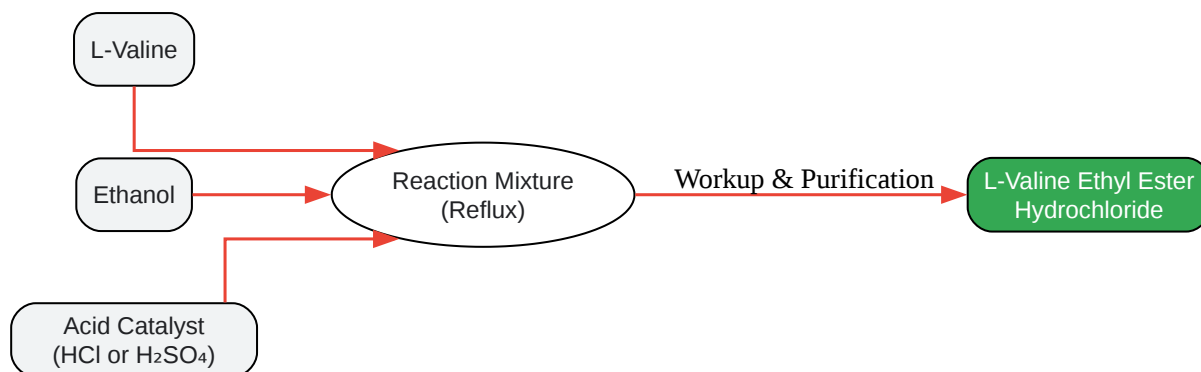 L-Valine
Ethanol
Acid Catalyst
(HCl or H₂SO₄)
Reaction Mixture
(Reflux)
Workup & Purification
L-Valine Ethyl Ester
Hydrochloride